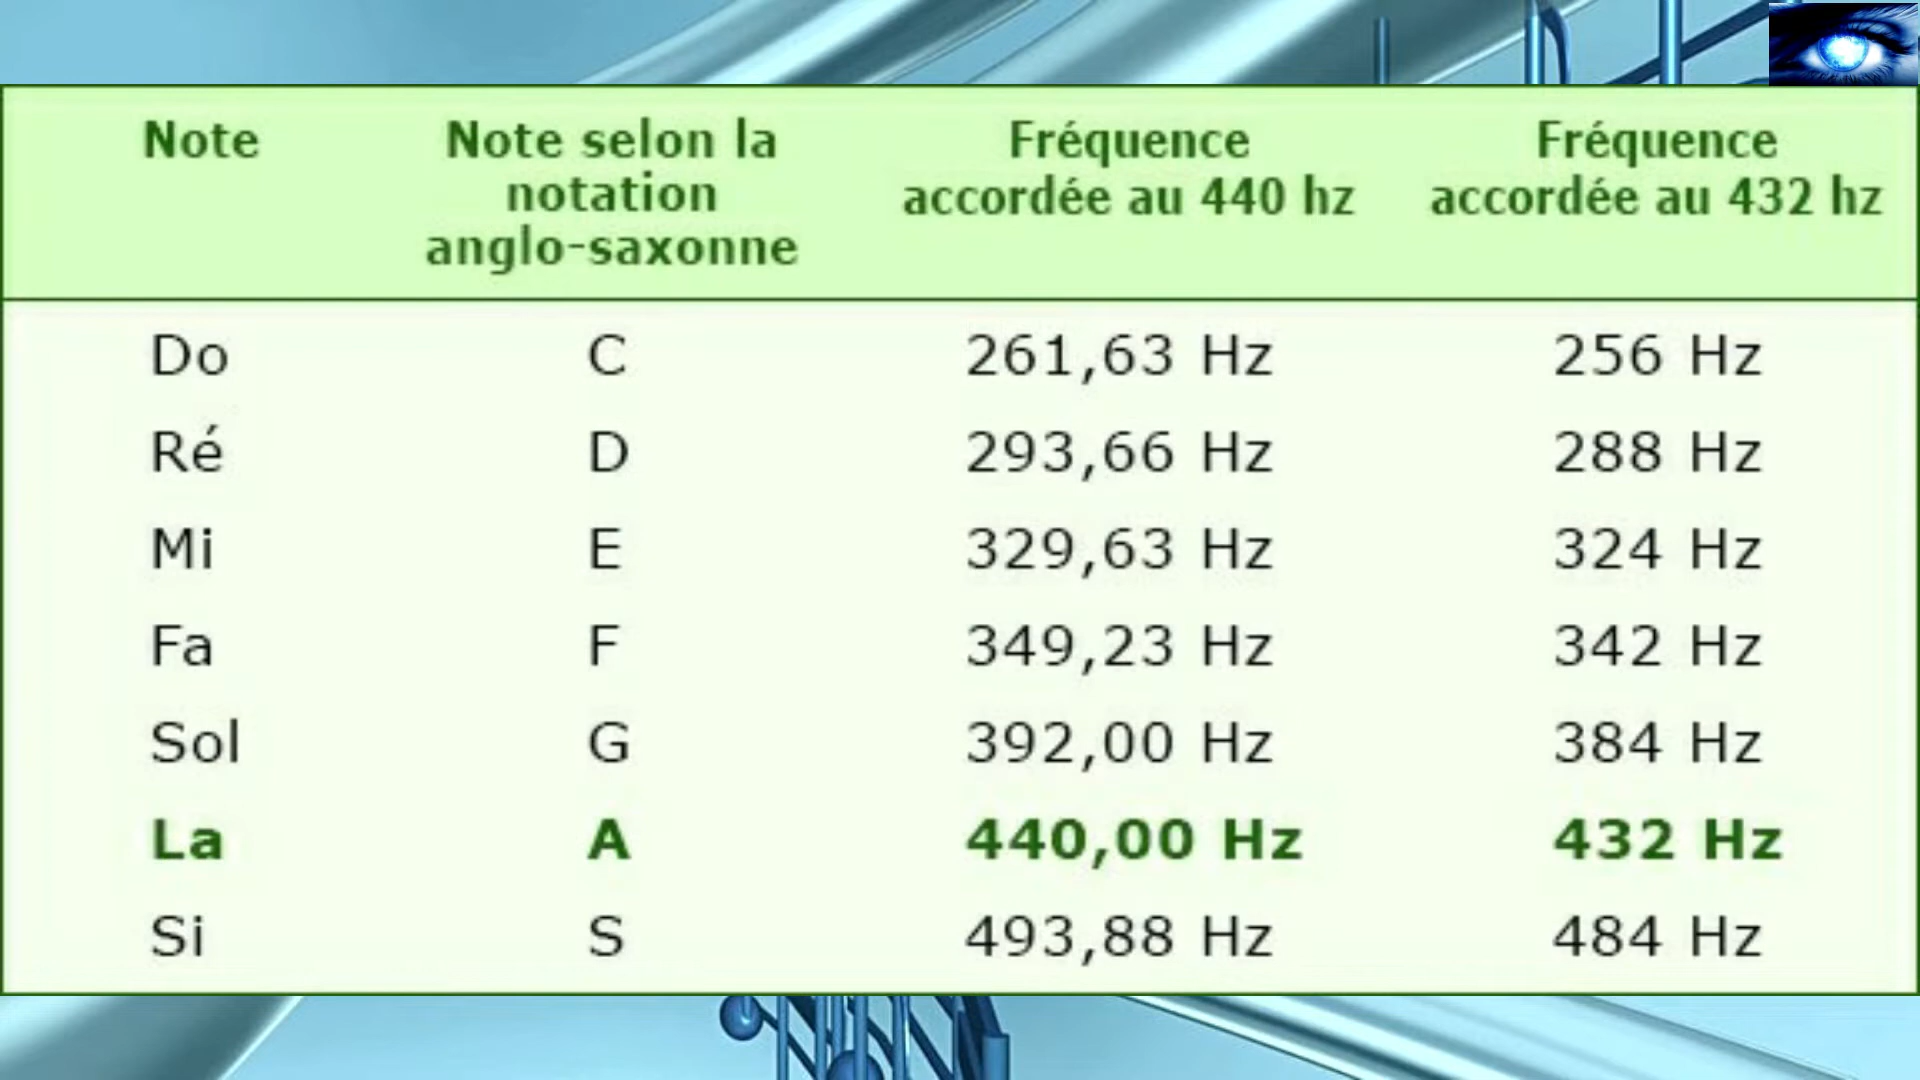 Note
Note selon la
notation
anglo-saxonne
Fréquence
accordée au 440 hz
Fréquence
accordée au 432 hz
Do C 261,63 Hz 256 Hz
Ré D 293,66 Hz 288 Hz
Mi E 329,63 Hz 324 Hz
Fa F 349,23 Hz 342 Hz
Sol G 392,00 Hz 384 Hz
La A 440,00 Hz 432 Hz
Si S 493,88 Hz 484 Hz